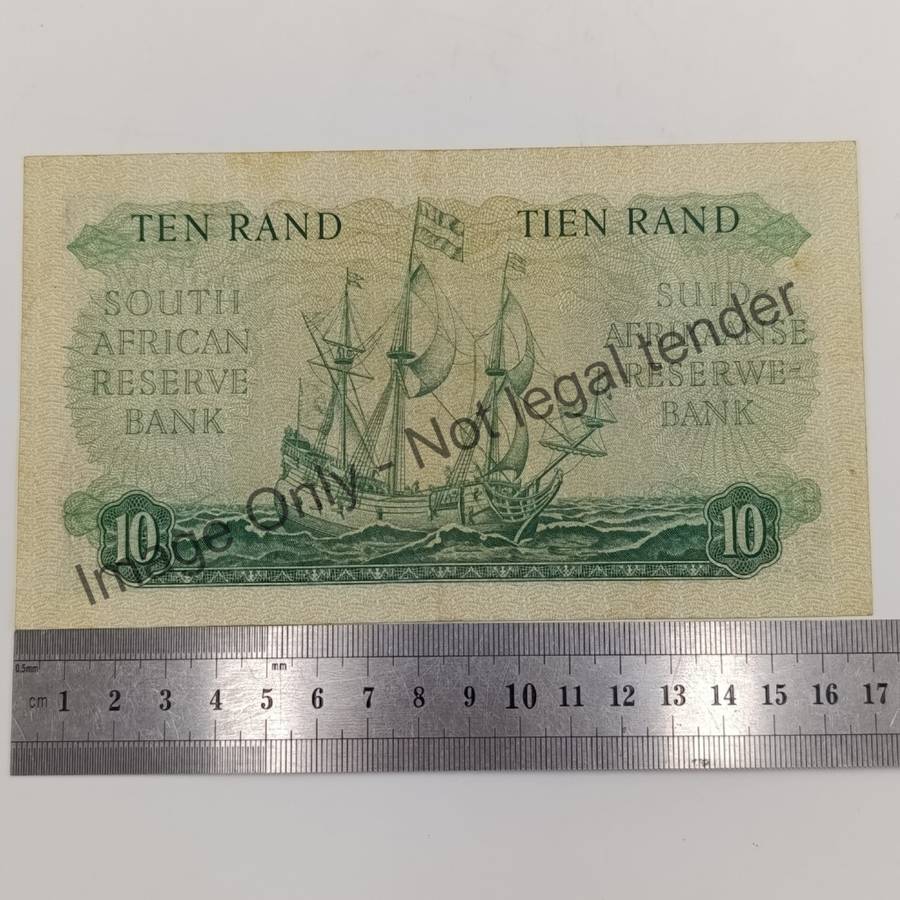 TEN RAND
TIEN RAND
SOUTH
AFRICAN
RESERVE
BANK
SUID-
AFRIKAANSE
RESERWE-
BANK
Image Only - Not legal tender
10
10
0.5mm
mm
cm 1 2 3 4 5 6 7 8 9 10 11 12 13 14 15 16 17